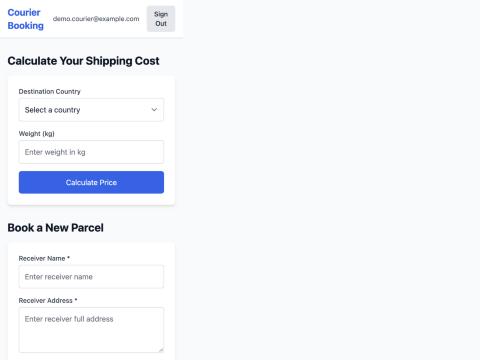 Courier
Booking
demo.courier@example.com
Sign
Out
Calculate Your Shipping Cost
Destination Country
Select a country
Weight (kg)
Enter weight in kg
Calculate Price
Book a New Parcel
Receiver Name *
Enter receiver name
Receiver Address *
Enter receiver full address